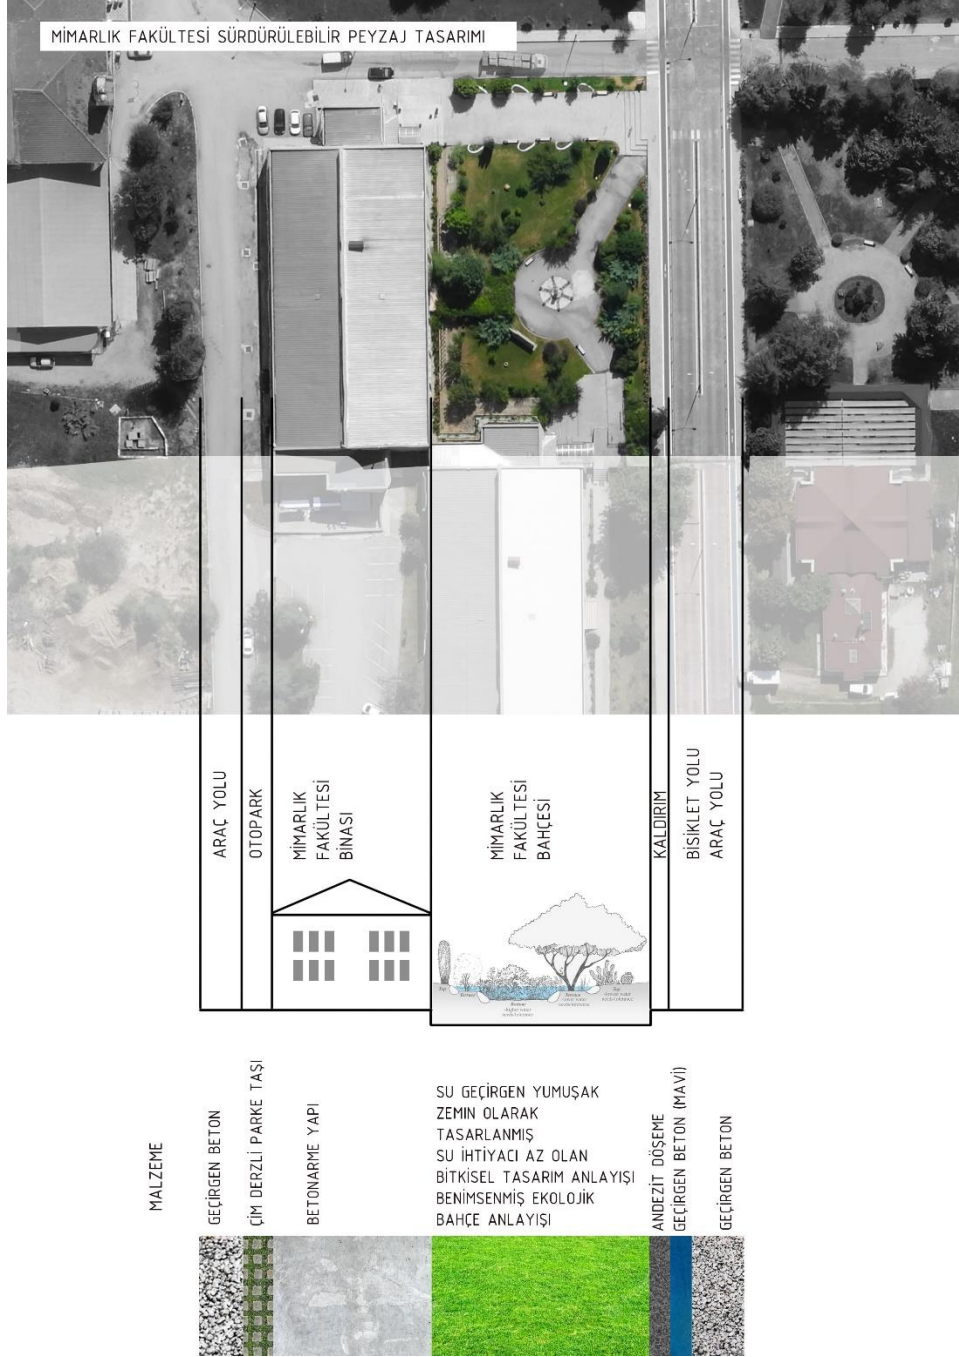 MİMARLIK FAKÜLTESİ SÜRDÜRÜLEBİLİR PEYZAJ TASARIMI
ARAÇ YOLU
OTOPARK
MİMARLIK
FAKÜLTESİ
BİNASI
MİMARLIK
FAKÜLTESİ
BAHÇESİ
KALDIRIM
BİSİKLET YOLU
ARAÇ YOLU
MALZEME
GEÇİRGEN BETON
ÇİM DERZLİ PARKE TAŞI
BETONARME YAPI
SU GEÇİRGEN YUMUŞAK
ZEMİN OLARAK
TASARLANMIŞ
SU İHTİYACI AZ OLAN
BİTKİSEL TASARIM ANLAYIŞI
BENİMSENMİŞ EKOLOJİK
BAHÇE ANLAYIŞI
ANDEZİT DÖŞEME
GEÇİRGEN BETON (MAVİ)
GEÇİRGEN BETON